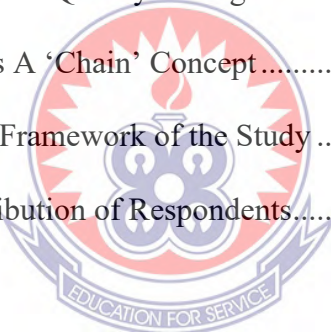 s A ‘Chain’ Concept.........
Framework of the Study ..
ibution of Respondents.....
EDUCATION FOR SERVICE